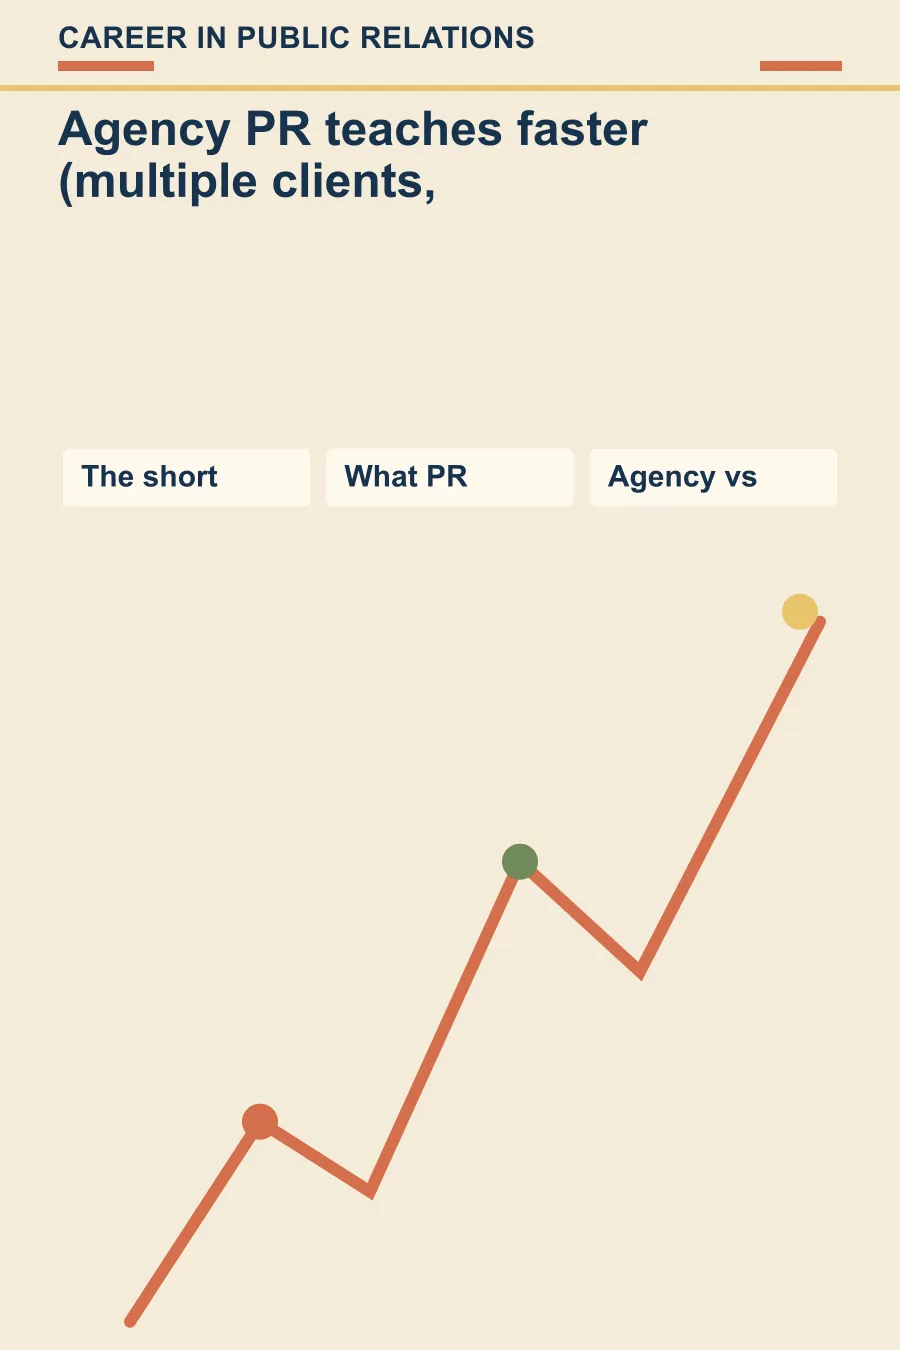 CAREER IN PUBLIC RELATIONS
Agency PR teaches faster
(multiple clients,
The short
What PR
Agency vs